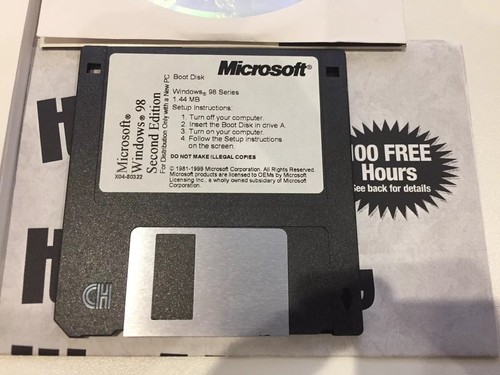 Microsoft®
Boot Disk
Windows® 98 Series
1.44 MB
Setup Instructions:
1. Turn off your computer.
2. Insert the Boot Disk in drive A.
3. Turn on your computer.
4. Follow the Setup instructions
on the screen.
DO NOT MAKE ILLEGAL COPIES
© 1981-1999 Microsoft Corporation. All Rights Reserved.
Microsoft products are licensed to OEMs by Microsoft
Licensing Inc.; a wholly owned subsidiary of Microsoft
Corporation.
Microsoft®
Windows® 98
Second Edition
For Distribution Only with a New PC
X04-80322
00 FREE
Hours
See back for details
CH